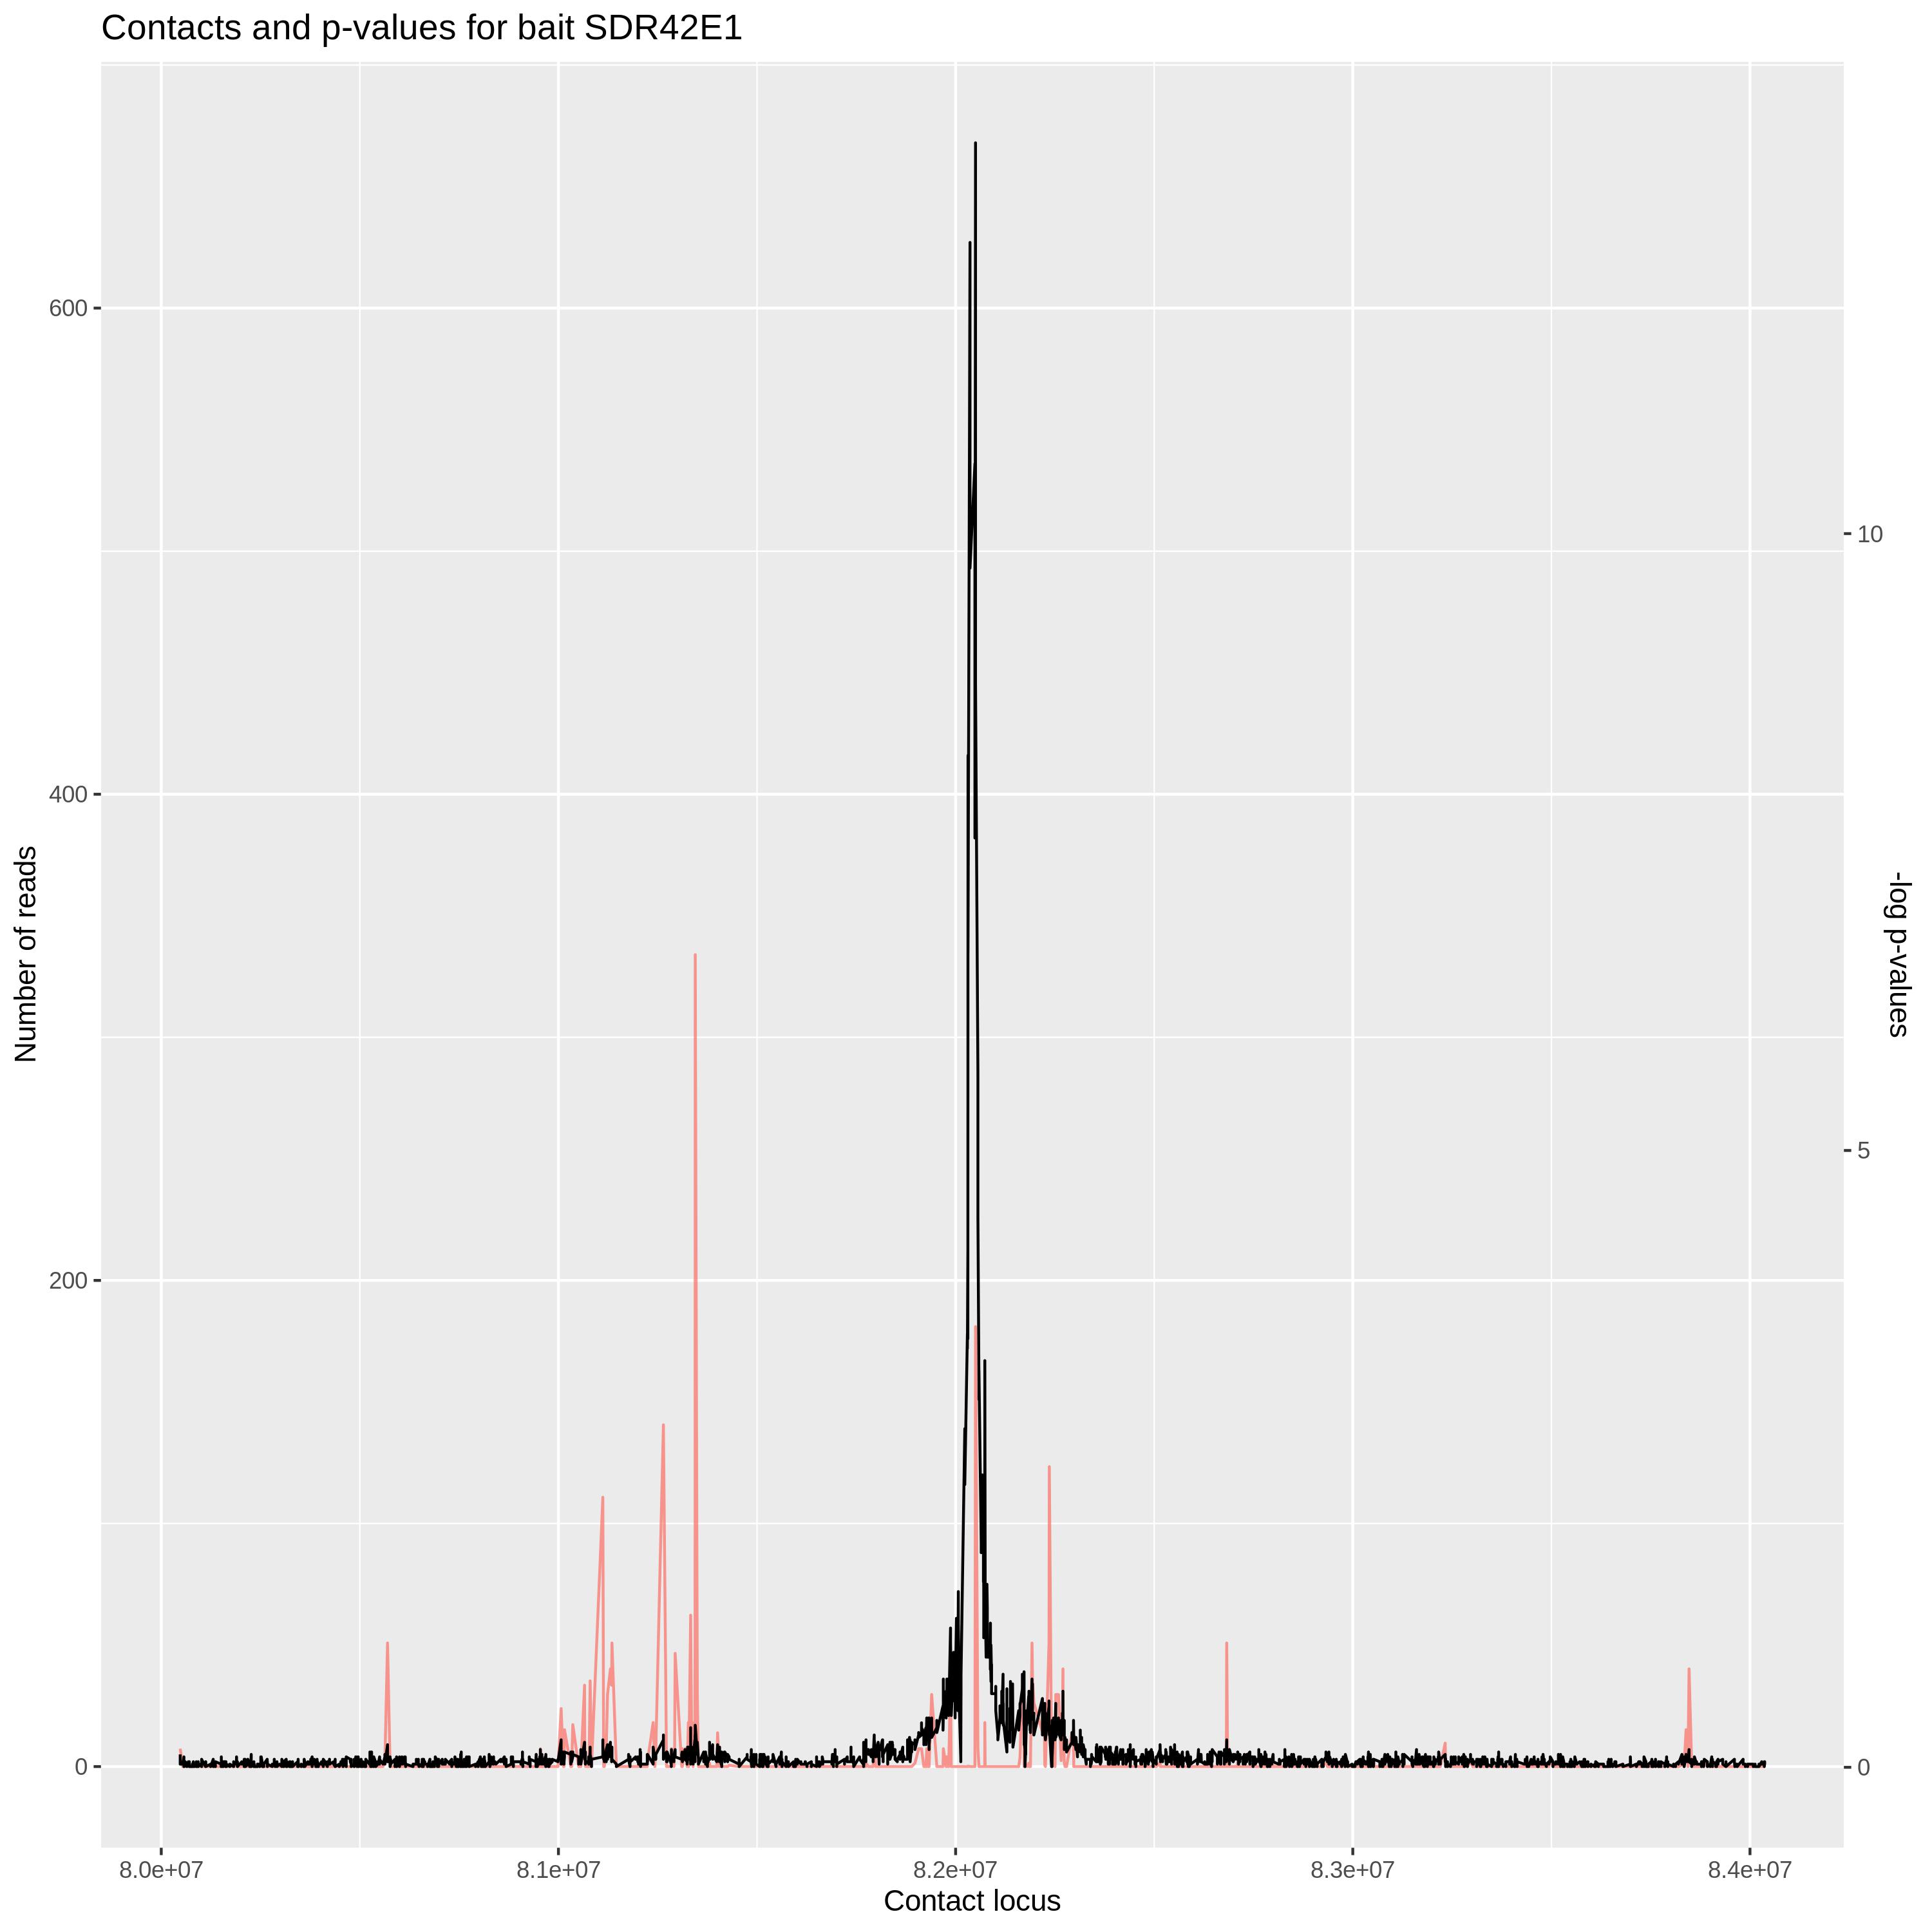 Contacts and p-values for bait SDR42E1
600
400
200
0
Number of reads
10
5
0
-log p-values
8.0e+07
8.1e+07
8.2e+07
8.3e+07
8.4e+07
Contact locus